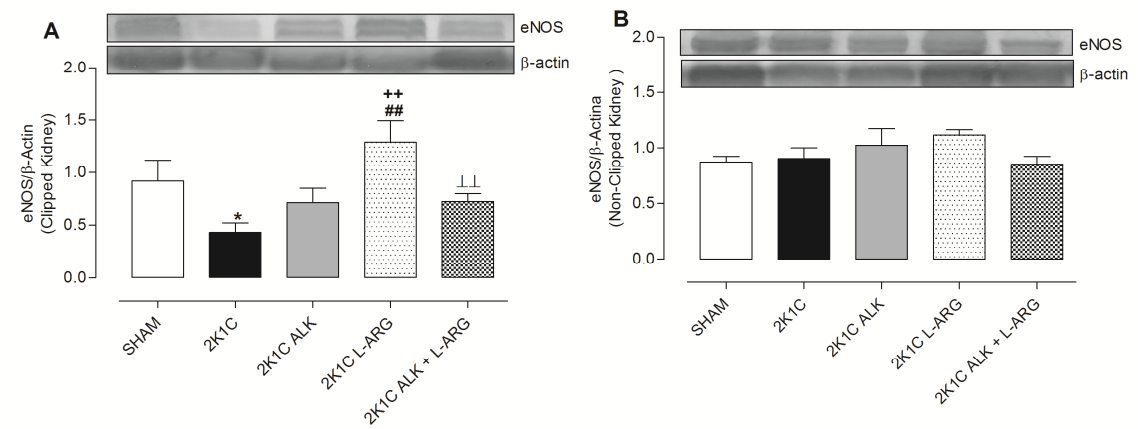 A
eNOS
β-actin
eNOS/β-Actin
(Clipped Kidney)
2.0
1.5
1.0
0.5
0.0
*
++
##
⊥⊥
SHAM
2K1C
2K1C ALK
2K1C L-ARG
2K1C ALK + L-ARG
B
eNOS
β-actin
eNOS/β-Actina
(Non-Clipped Kidney )
2.0
1.5
1.0
0.5
0.0
SHAM
2K1C
2K1C ALK
2K1C L-ARG
2K1C ALK + L-ARG